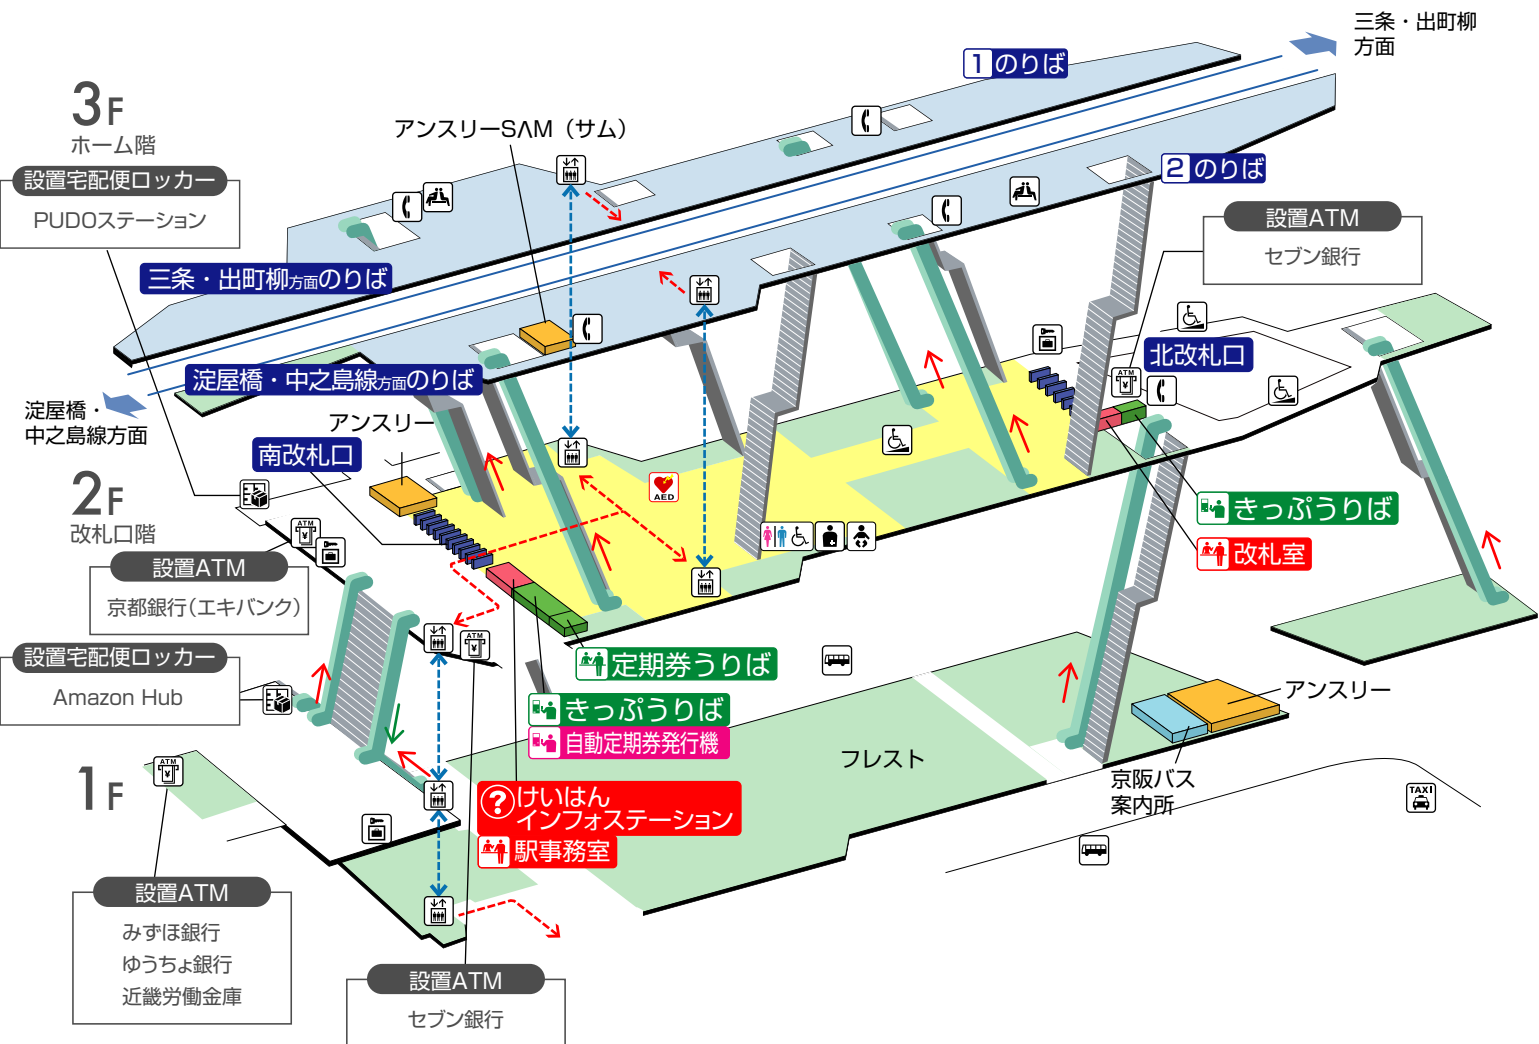 三条・出町柳
方面
1 のりば
3F
ホーム階
アンスリーSAM（サム）
2 のりば
設置宅配便ロッカー
PUDOステーション
設置ATM
セブン銀行
三条・出町柳方面のりば
北改札口
ATM
淀屋橋・中之島線方面のりば
淀屋橋・
中之島線方面
アンスリー
南改札口
2F
改札口階
AED
ATM
きっぷうりば
改札室
設置ATM
京都銀行（エキバンク）
ATM
設置宅配便ロッカー
Amazon Hub
定期券うりば
きっぷうりば
自動定期券発行機
アンスリー
フレスト
1F
ATM
京阪バス
案内所
TAXI
?けいはん
インフォステーション
駅事務室
設置ATM
みずほ銀行
ゆうちょ銀行
近畿労働金庫
設置ATM
セブン銀行